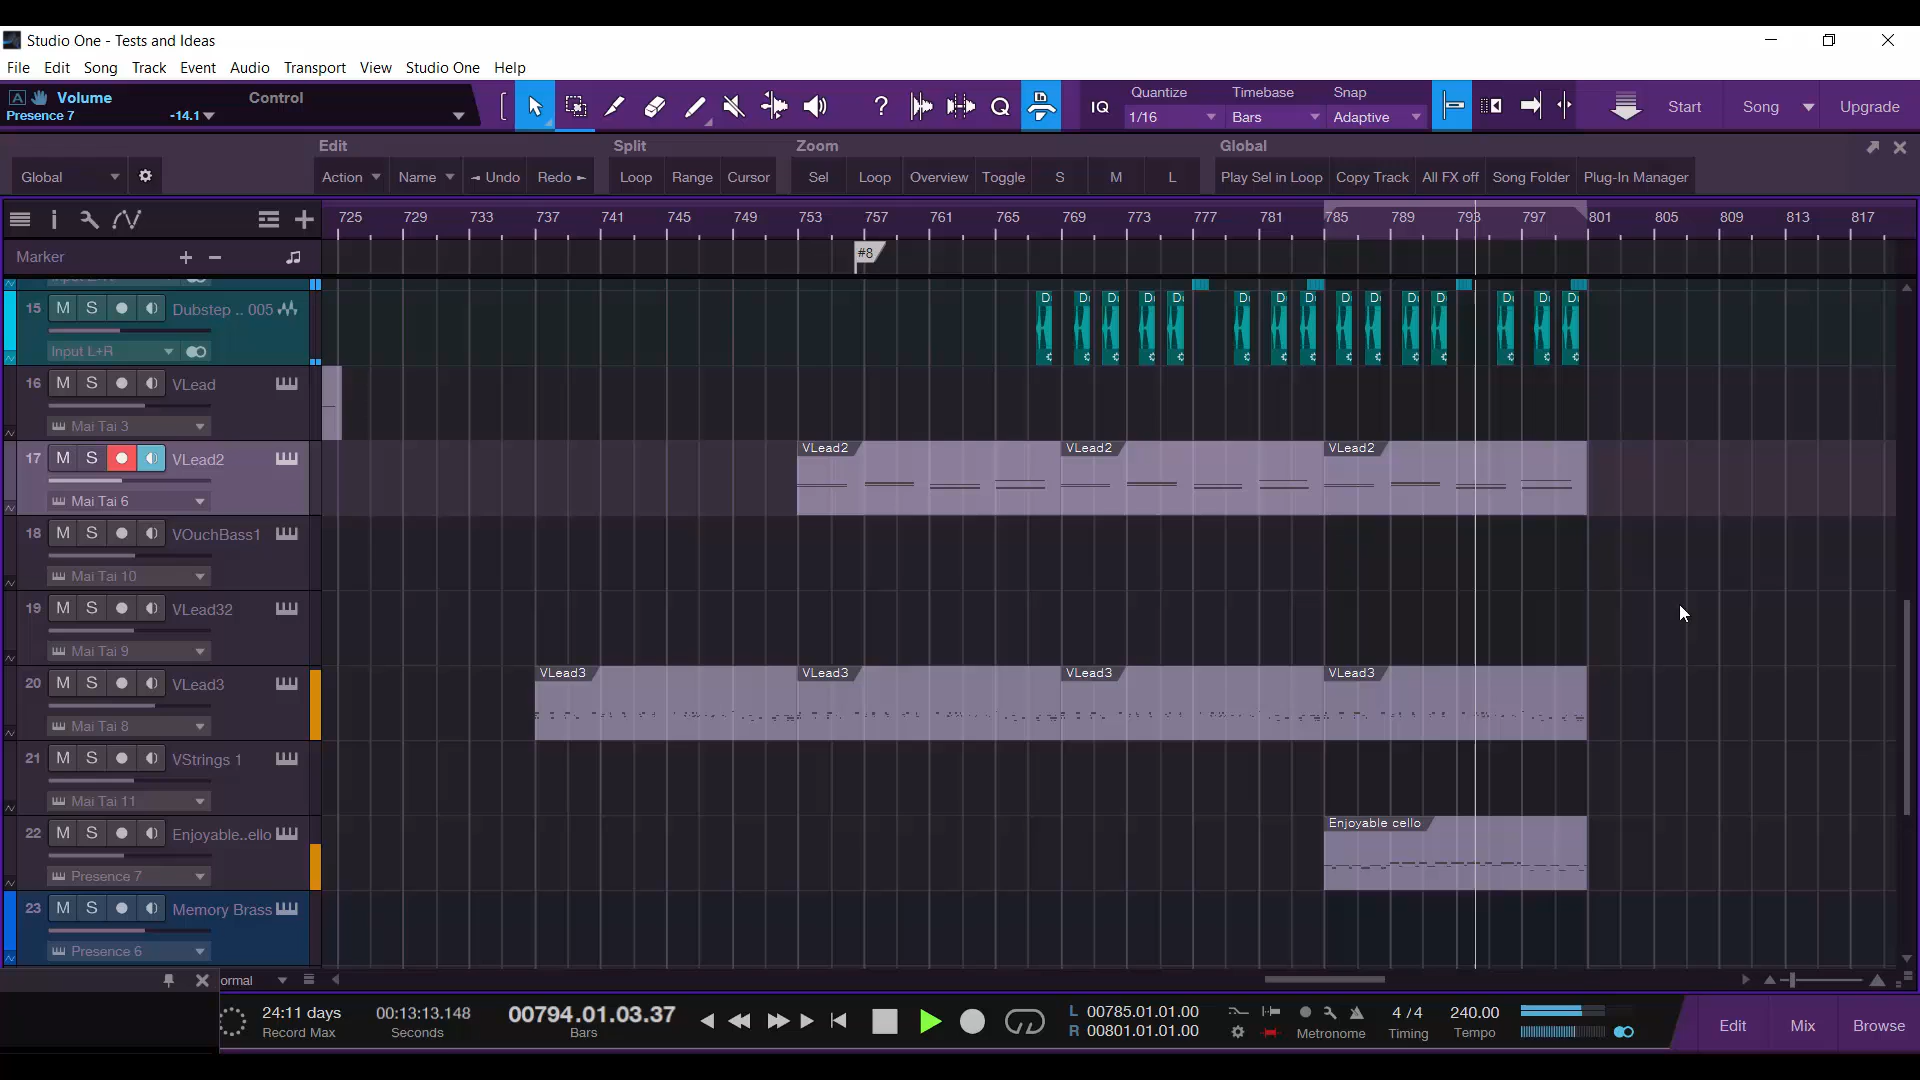 Studio One - Tests and Ideas
File Edit Song Track Event Audio Transport View Studio One Help
A Volume Control
Presence 7 -14.1
? IQ
Quantize Timebase Snap
1/16 Bars Adaptive
Start Song Upgrade
Edit Split Zoom Global
Global Action Name Undo Redo Loop Range Cursor Sel Loop Overview Toggle S M L Play Sel in Loop Copy Track All FX off Song Folder Plug-In Manager
725 729 733 737 741 745 749 753 757 761 765 769 773 777 781 785 789 793 797 801 805 809 813 817
Marker + - #8
15 M S Dubstep .. 005
Input L+R
16 M S VLead
Mai Tai 3
17 M S VLead2
VLead2 VLead2 VLead2
Mai Tai 6
18 M S VOuchBass1
Mai Tai 10
19 M S VLead32
Mai Tai 9
20 M S VLead3
VLead3 VLead3 VLead3 VLead3
Mai Tai 8
21 M S VStrings 1
Mai Tai 11
22 M S Enjoyable..ello
Enjoyable cello
Presence 7
23 M S Memory Brass
Presence 6
ormal
24:11 days 00:13:13.148 00794.01.03.37 L 00785.01.01.00 4 / 4 240.00
Record Max Seconds Bars R 00801.01.01.00 Metronome Timing Tempo
Edit Mix Browse